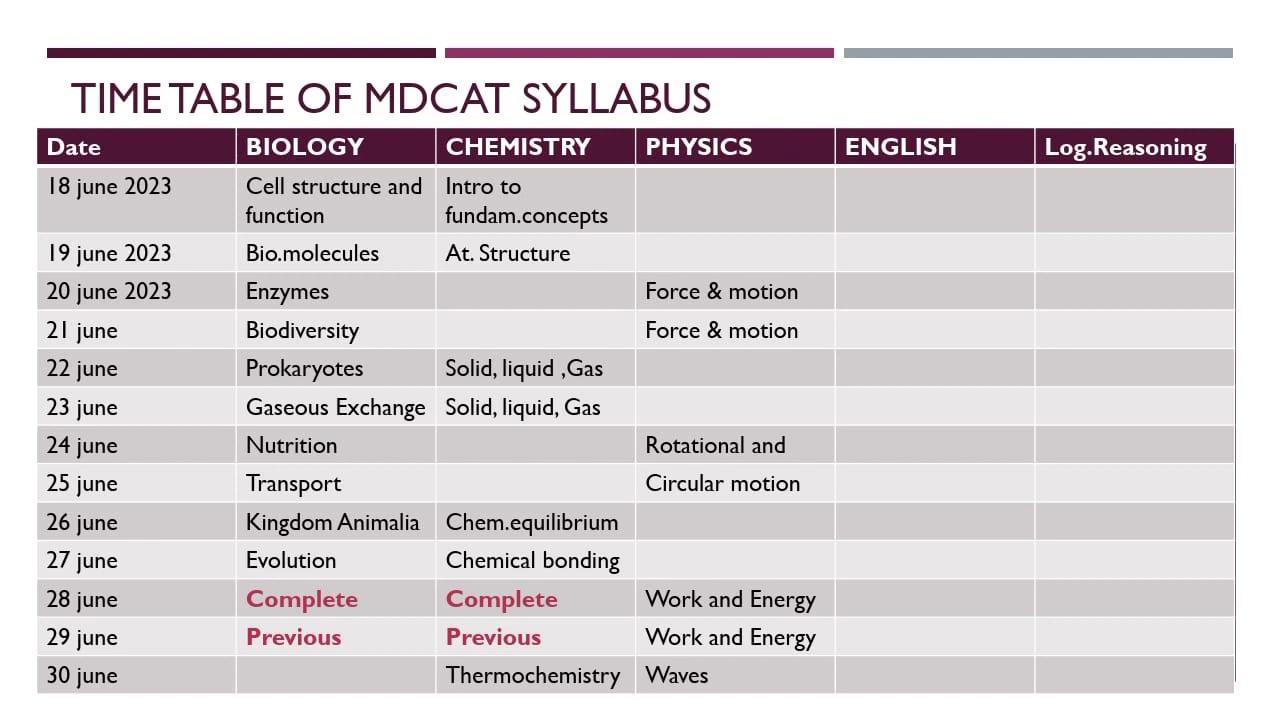 TIME TABLE OF MDCAT SYLLABUS
Date BIOLOGY CHEMISTRY PHYSICS ENGLISH Log.Reasoning
18 june 2023 Cell structure and function Intro to fundam.concepts
19 june 2023 Bio.molecules At. Structure
20 june 2023 Enzymes Force & motion
21 june Biodiversity Force & motion
22 june Prokaryotes Solid, liquid ,Gas
23 june Gaseous Exchange Solid, liquid, Gas
24 june Nutrition Rotational and
25 june Transport Circular motion
26 june Kingdom Animalia Chem.equilibrium
27 june Evolution Chemical bonding
28 june Complete Complete Work and Energy
29 june Previous Previous Work and Energy
30 june Thermochemistry Waves